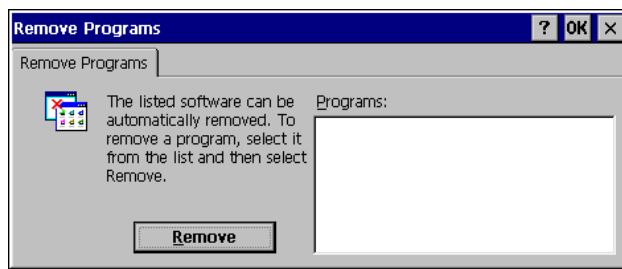 Remove Programs
? OK ×
Remove Programs
The listed software can be
automatically removed. To
remove a program, select it
from the list and then select
Remove.
Programs:
Remove